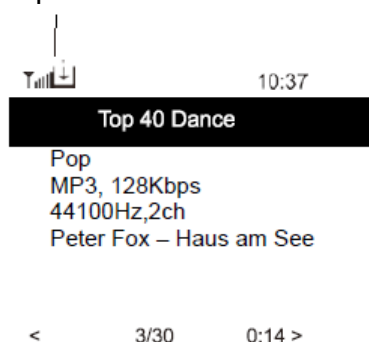 10:37
Top 40 Dance
Pop
MP3, 128Kbps
44100Hz,2ch
Peter Fox – Haus am See
< 3/30 0:14 >